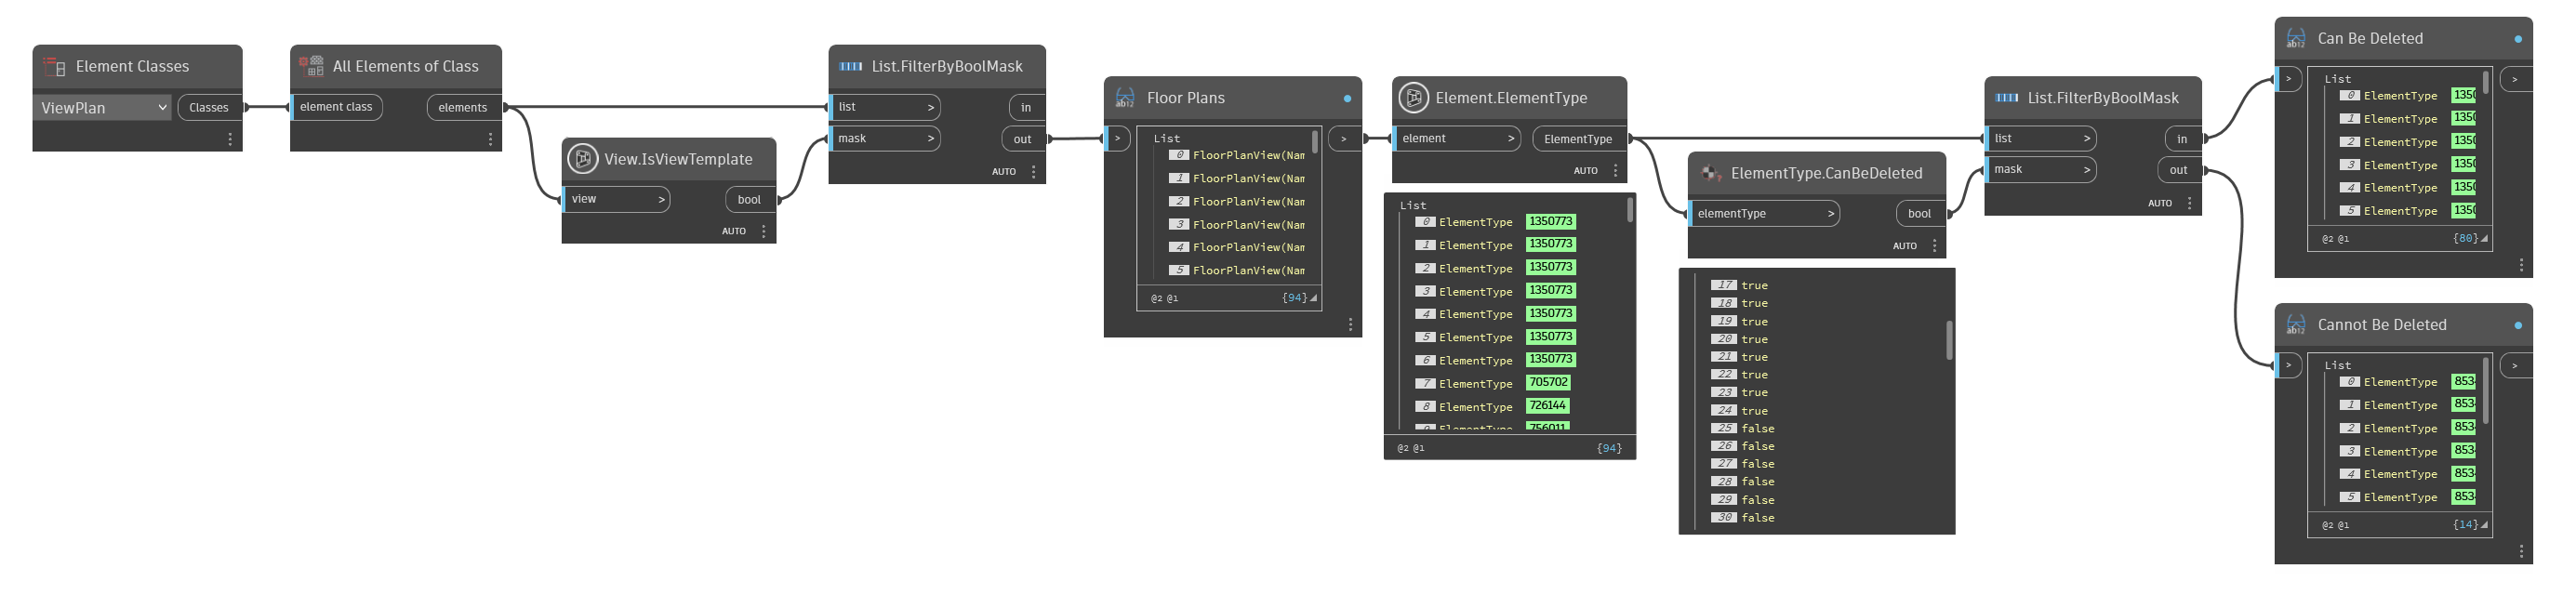 Element Classes
ViewPlan
Classes
All Elements of Class
element class
elements
View.IsViewTemplate
view >
bool
AUTO
List.FilterByBoolMask
list >
in
mask >
out
AUTO
Floor Plans
>
>
List
0 FloorPlanView(Nam
1 FloorPlanView(Nam
2 FloorPlanView(Nam
3 FloorPlanView(Nam
4 FloorPlanView(Nam
5 FloorPlanView(Nam
@2 @1 {94}
Element.ElementType
element >
ElementType
AUTO
List
0 ElementType 1350773
1 ElementType 1350773
2 ElementType 1350773
3 ElementType 1350773
4 ElementType 1350773
5 ElementType 1350773
6 ElementType 1350773
7 ElementType 705702
8 ElementType 726144
9 ElementType 756011
@2 @1 {94}
ElementType.CanBeDeleted
elementType >
bool
AUTO
17 true
18 true
19 true
20 true
21 true
22 true
23 true
24 true
25 false
26 false
27 false
28 false
29 false
30 false
List.FilterByBoolMask
list >
in
mask >
out
AUTO
Can Be Deleted
>
>
List
0 ElementType 1350
1 ElementType 1350
2 ElementType 1350
3 ElementType 1350
4 ElementType 1350
5 ElementType 1350
@2 @1 {80}
Cannot Be Deleted
>
>
List
0 ElementType 853
1 ElementType 853
2 ElementType 853
3 ElementType 853
4 ElementType 853
5 ElementType 853
@2 @1 {14}